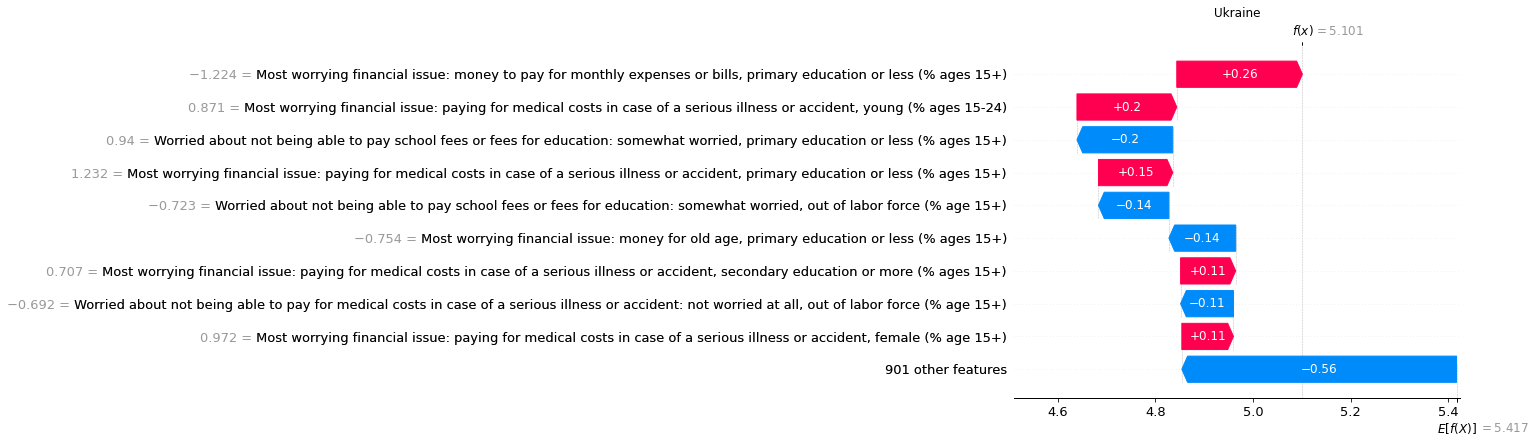 Ukraine
f(x) = 5.101
−1.224 = Most worrying financial issue: money to pay for monthly expenses or bills, primary education or less (% ages 15+)
+0.26
0.871 = Most worrying financial issue: paying for medical costs in case of a serious illness or accident, young (% ages 15-24)
+0.2
0.94 = Worried about not being able to pay school fees or fees for education: somewhat worried, primary education or less (% ages 15+)
−0.2
1.232 = Most worrying financial issue: paying for medical costs in case of a serious illness or accident, primary education or less (% ages 15+)
+0.15
−0.723 = Worried about not being able to pay school fees or fees for education: somewhat worried, out of labor force (% age 15+)
−0.14
−0.754 = Most worrying financial issue: money for old age, primary education or less (% ages 15+)
−0.14
0.707 = Most worrying financial issue: paying for medical costs in case of a serious illness or accident, secondary education or more (% ages 15+)
+0.11
−0.692 = Worried about not being able to pay for medical costs in case of a serious illness or accident: not worried at all, out of labor force (% age 15+)
−0.11
0.972 = Most worrying financial issue: paying for medical costs in case of a serious illness or accident, female (% ages 15+)
+0.11
901 other features
−0.56
4.6 4.8 5.0 5.2 5.4
E[f(X)] = 5.417